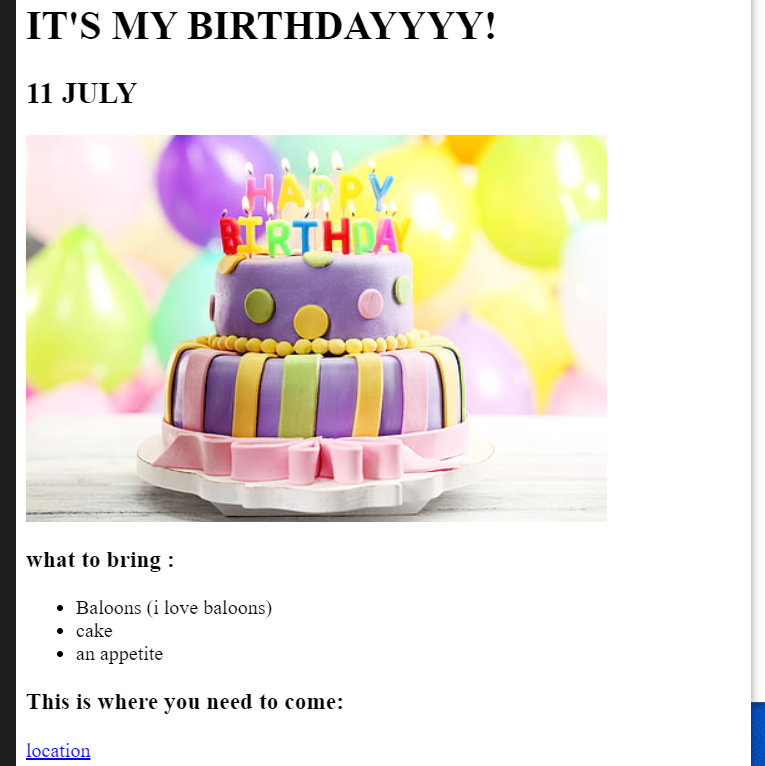 IT'S MY BIRTHDAYYYY!
11 JULY
HAPPY
BIRTHDAY
what to bring :
Baloons (i love baloons)
cake
an appetite
This is where you need to come:
location